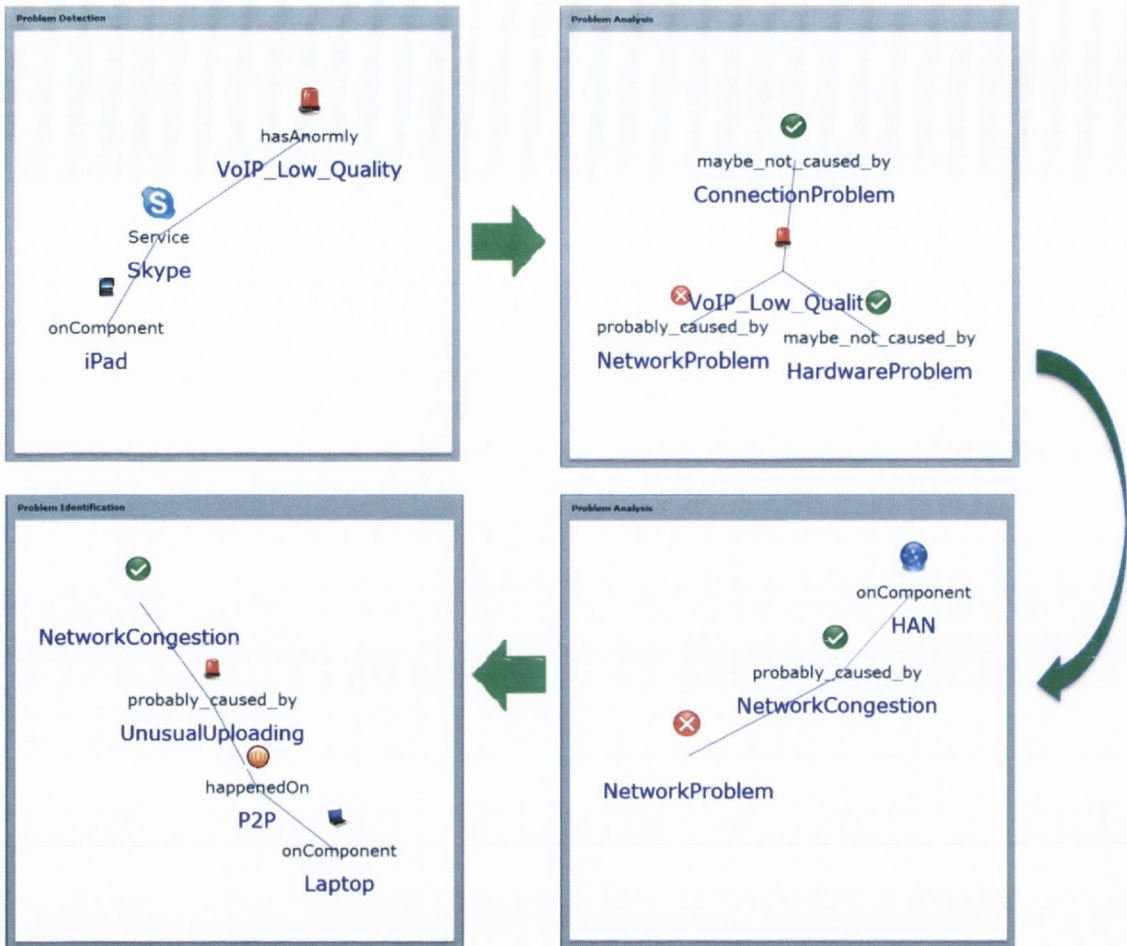 Problem Detection
hasAnormly
VoIP_Low_Quality
S
Service
Skype
onComponent
iPad
Problem Analysis
maybe_not_caused_by
ConnectionProblem
VoIP_Low_Qualit
probably_caused_by
NetworkProblem
maybe_not_caused_by
HardwareProblem
Problem Analysis
onComponent
HAN
probably_caused_by
NetworkCongestion
NetworkProblem
Problem Identification
NetworkCongestion
probably_caused_by
UnusualUploading
happenedOn
P2P
onComponent
Laptop